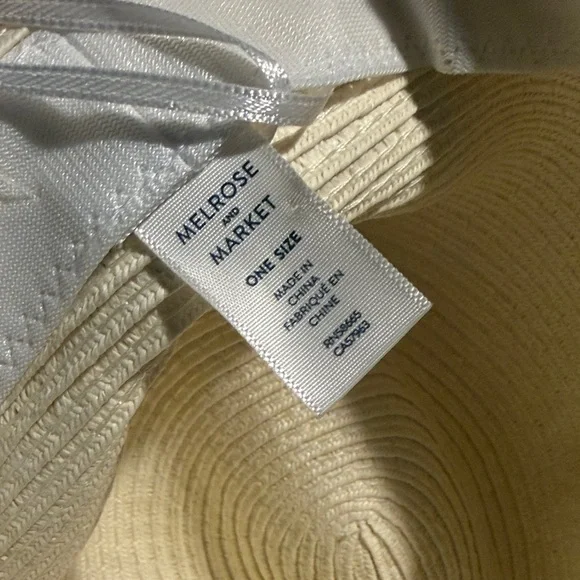 MELROSE
AND
MARKET
ONE SIZE
MADE IN
CHINA
FABRIQUÉ EN
CHINE
RN58665
CA57963